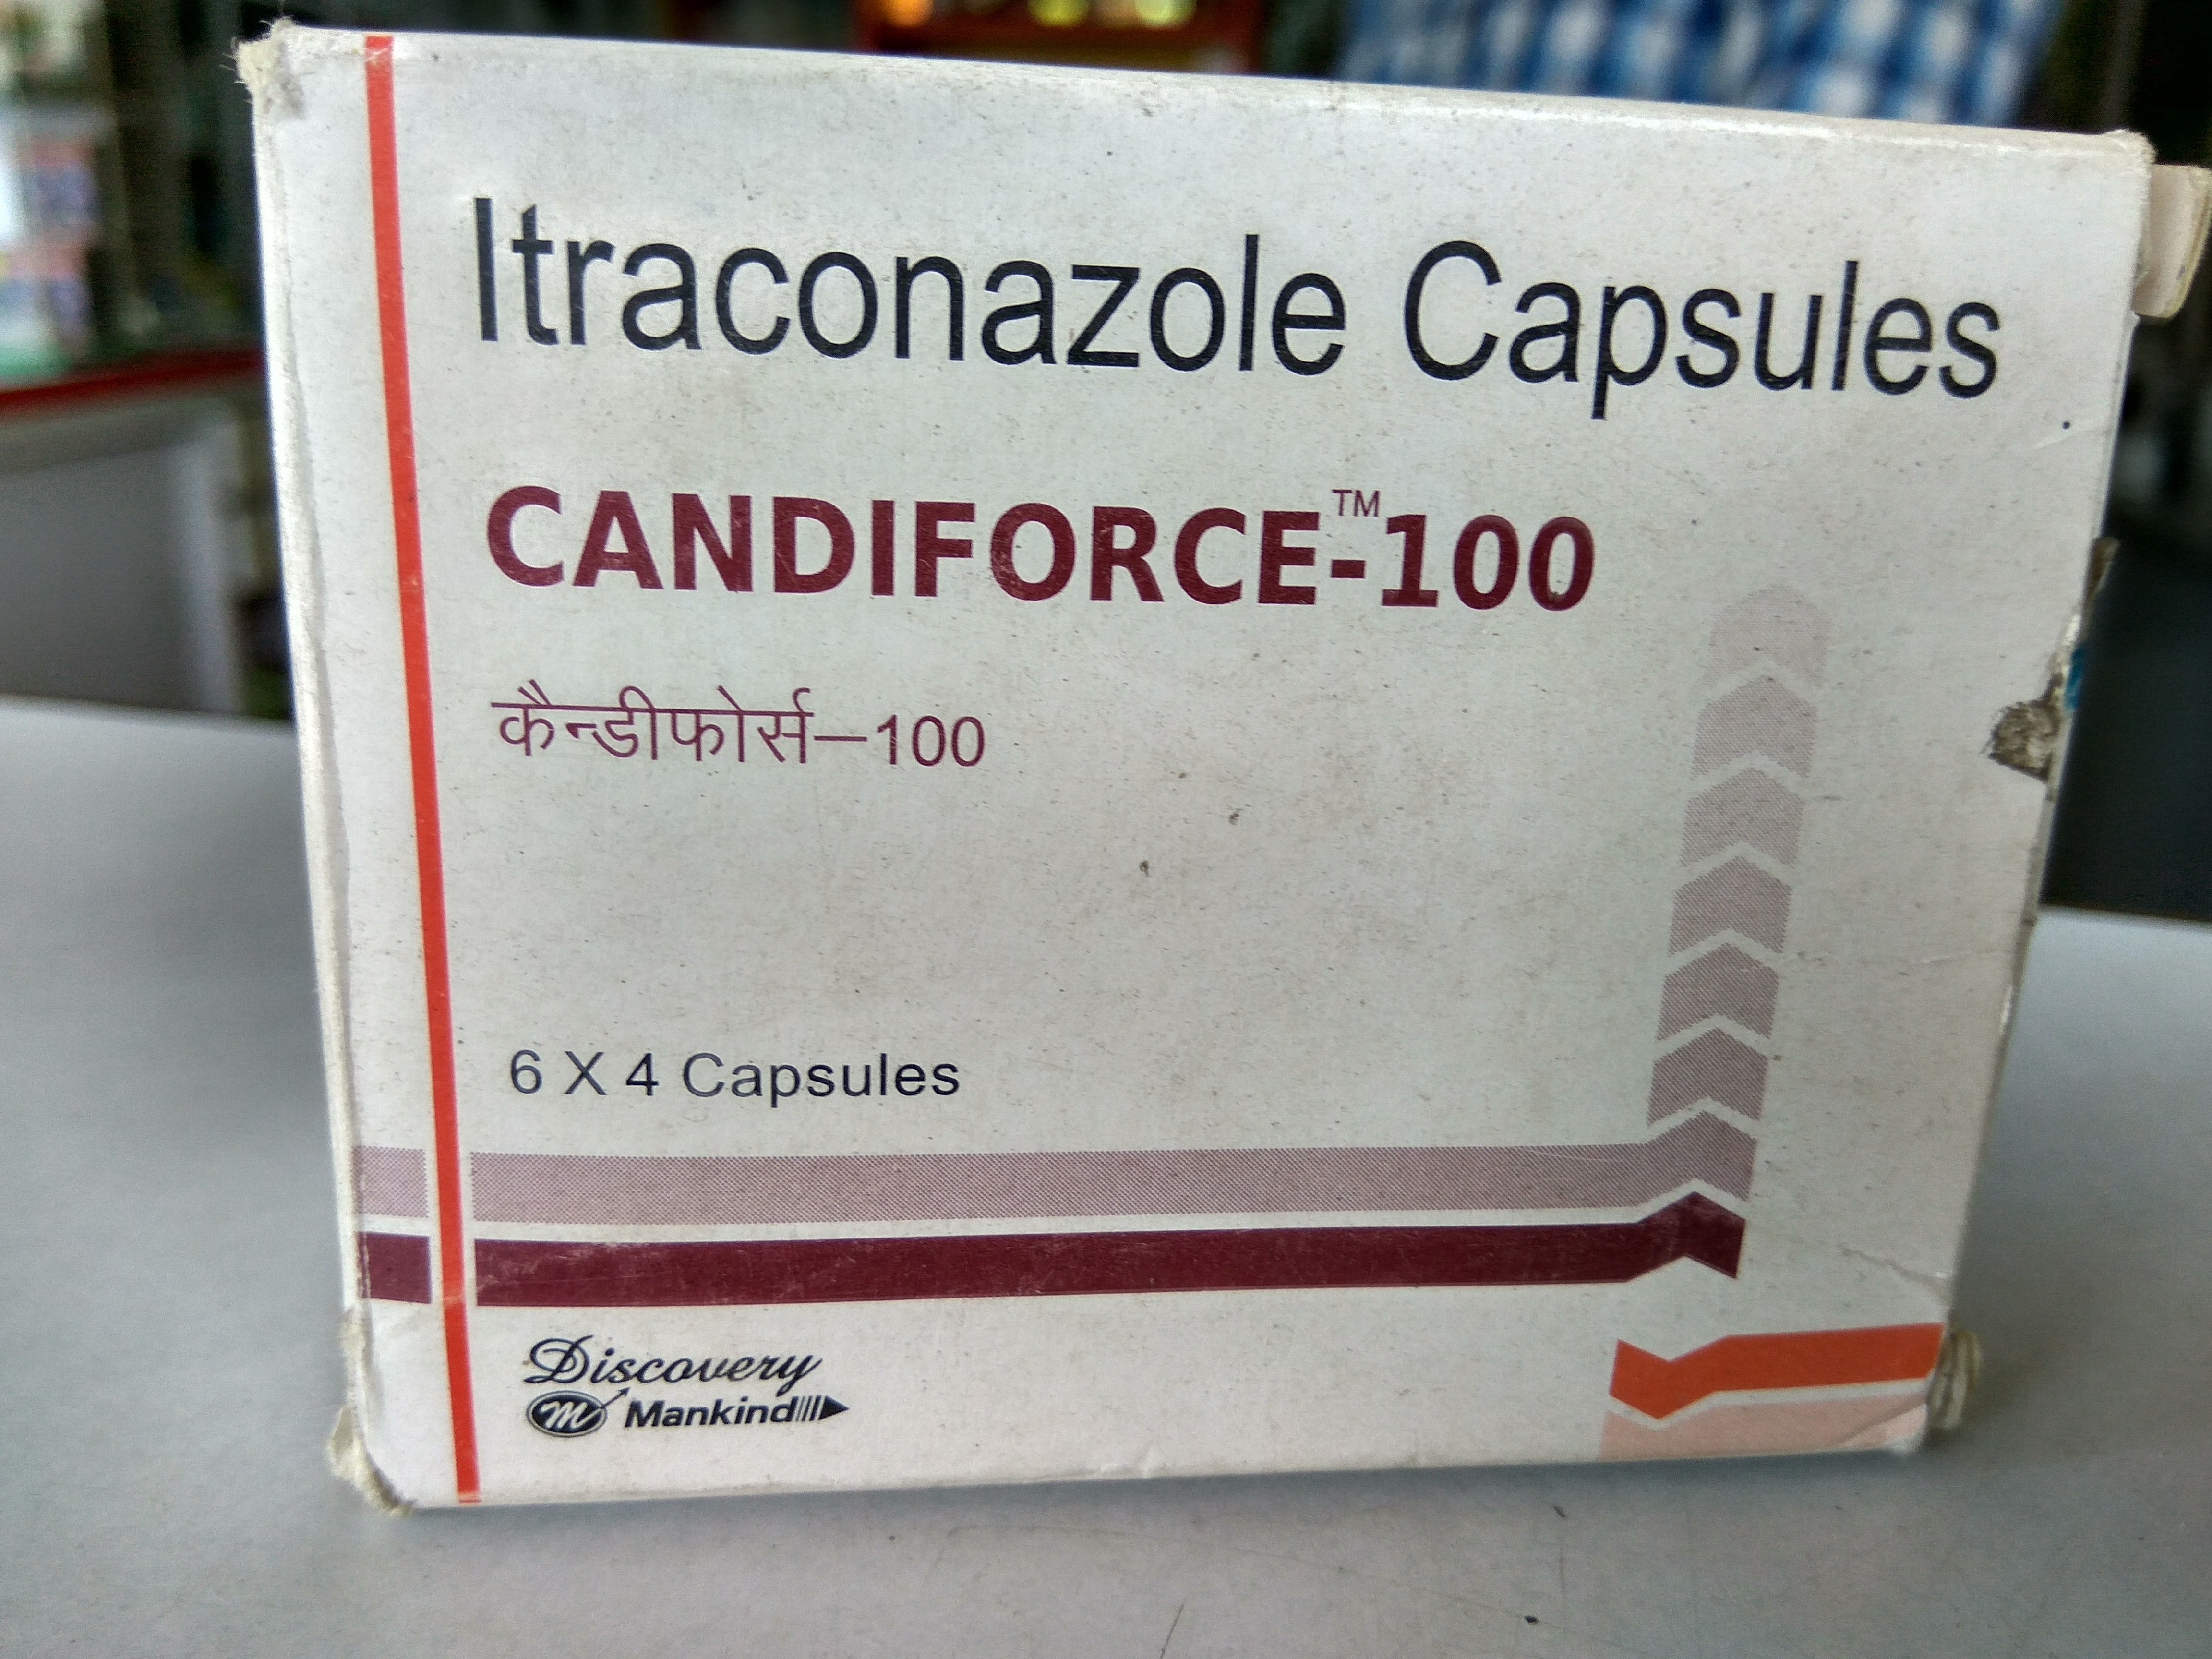 Itraconazole Capsules
CANDIFORCE™-100
कैन्डीफोर्स–100
6 X 4 Capsules
Discovery
M Mankind